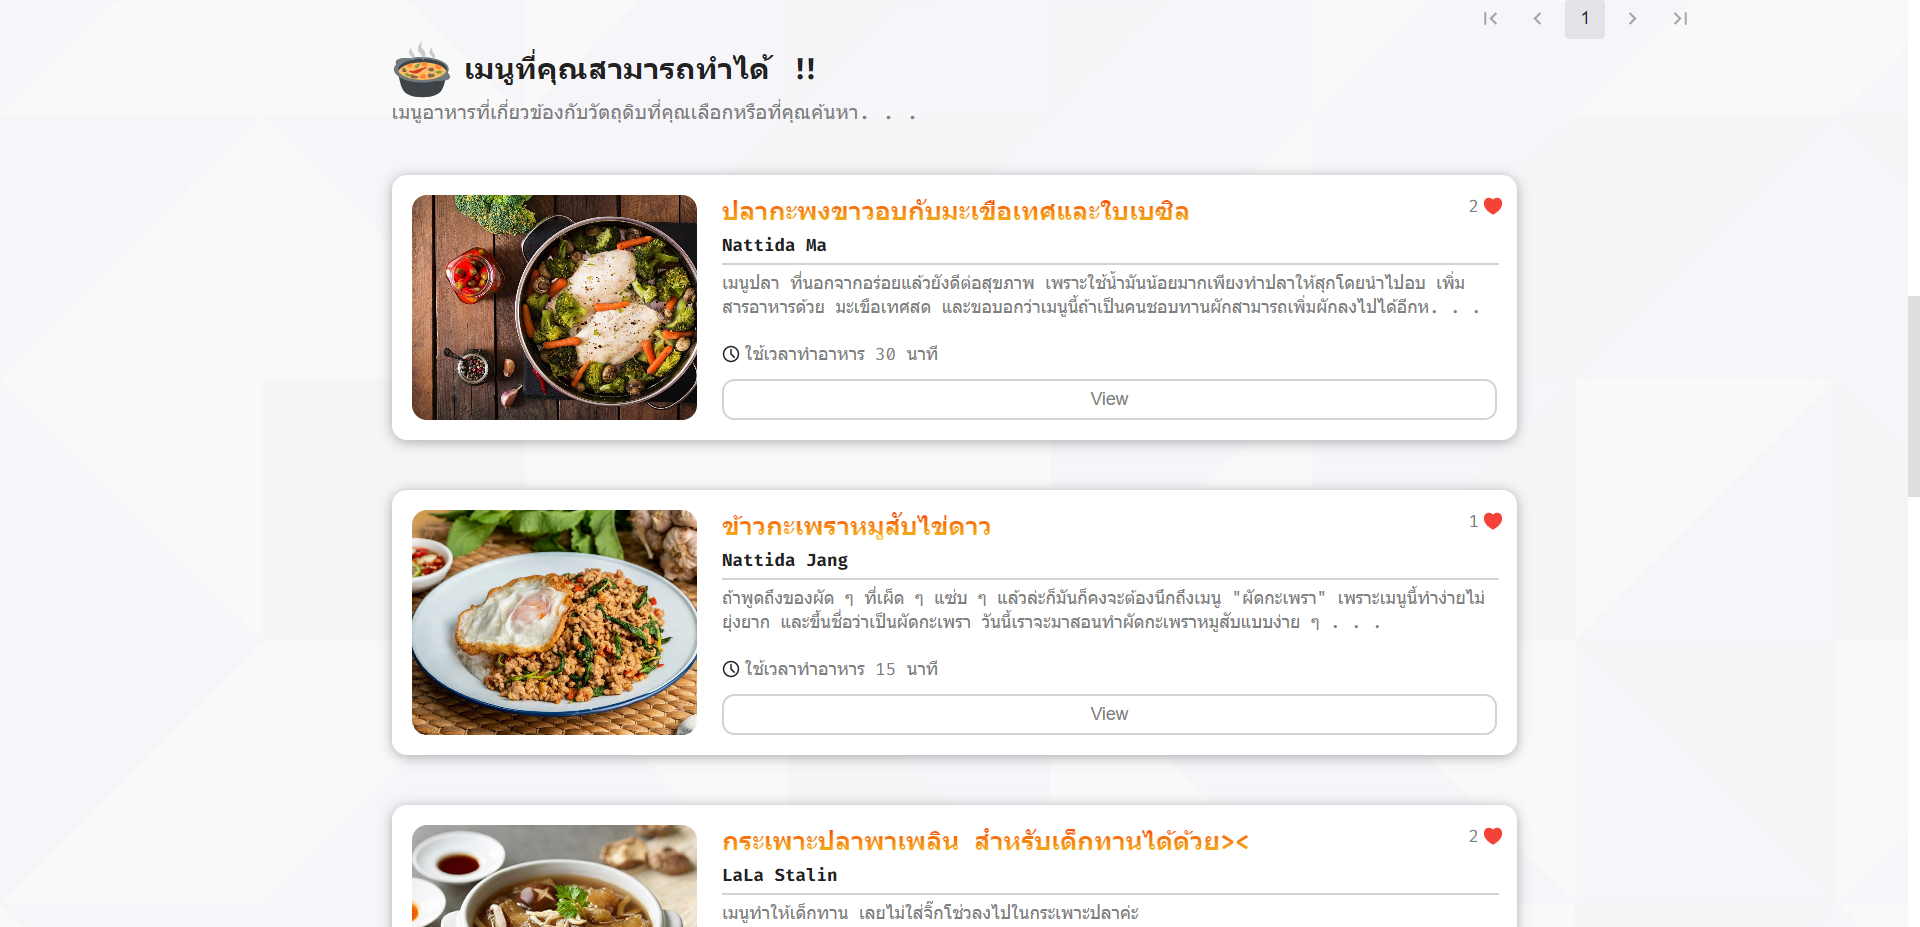 1
เมนูที่คุณสามารถทำได้ !!
เมนูอาหารที่เกี่ยวข้องกับวัตถุดิบที่คุณเลือกหรือที่คุณค้นหา. . .
ปลากะพงขาวอบกับมะเขือเทศและใบเบซิล
2
Nattida Ma
เมนูปลา ที่นอกจากอร่อยแล้วยังดีต่อสุขภาพ เพราะใช้น้ำมันน้อยมากเพียงทำปลาให้สุกโดยนำไปอบ เพิ่ม
สารอาหารด้วย มะเขือเทศสด และขอบอกว่าเมนูนี้ถ้าเป็นคนชอบทานผักสามารถเพิ่มผักลงไปได้อีกห. . .
ใช้เวลาทำอาหาร 30 นาที
View
ข้าวกะเพราหมูสับไข่ดาว
1
Nattida Jang
ถ้าพูดถึงของผัด ๆ ที่เผ็ด ๆ แซ่บ ๆ แล้วล่ะก็มันก็คงจะต้องนึกถึงเมนู "ผัดกะเพรา" เพราะเมนูนี้ทำง่ายไม่
ยุ่งยาก และขึ้นชื่อว่าเป็นผัดกะเพรา วันนี้เราจะมาสอนทำผัดกะเพราหมูสับแบบง่าย ๆ . . .
ใช้เวลาทำอาหาร 15 นาที
View
กระเพาะปลาพาเพลิน สำหรับเด็กทานได้ด้วย><
2
LaLa Stalin
เมนูทำให้เด็กทาน เลยไม่ใส่จิ๊กโช่วลงไปในกระเพาะปลาค่ะ